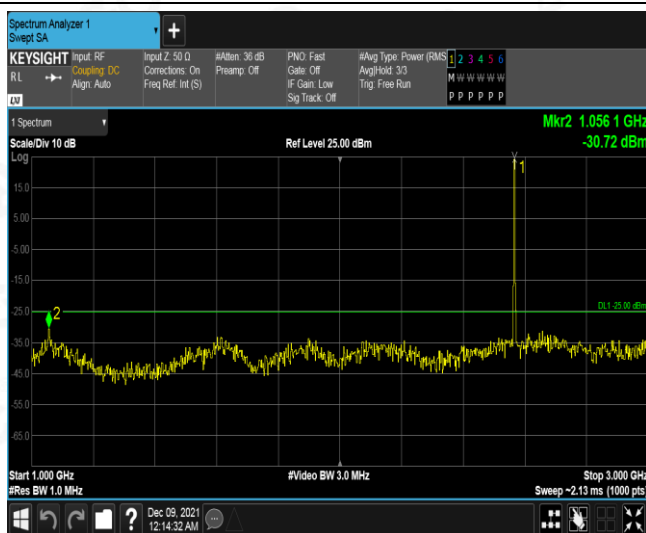 Spectrum Analyzer 1
Swept SA
+
KEYSIGHT
RL
LXI
Input: RF
Coupling: DC
Align: Auto
Input Z: 50 Ω
Corrections: On
Freq Ref: Int (S)
#Atten: 36 dB
Preamp: Off
PNO: Fast
Gate: Off
IF Gain: Low
Sig Track: Off
#Avg Type: Power (RMS
Avg|Hold: 3/3
Trig: Free Run
1 2 3 4 5 6
M W W W W W
P P P P P P
1 Spectrum
Mkr2 1.056 1 GHz
Scale/Div 10 dB
Ref Level 25.00 dBm
-30.72 dBm
Log
1
15.0
5.00
-5.00
-15.0
-25.0
2
DL1 -25.00 dBm
-35.0
-45.0
-55.0
-65.0
Start 1.000 GHz
#Video BW 3.0 MHz
Stop 3.000 GHz
#Res BW 1.0 MHz
Sweep ~2.13 ms (1000 pts)
?
Dec 09, 2021
12:14:32 AM